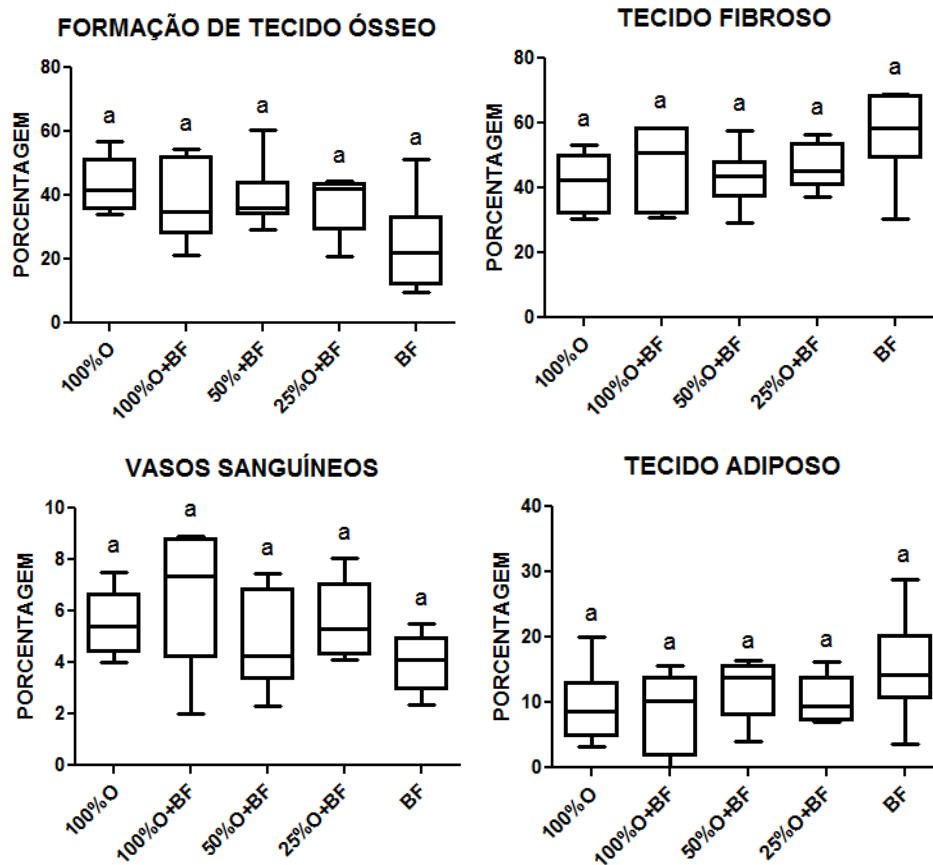 FORMAÇÃO DE TECIDO ÓSSEO
PORCENTAGEM
80
60
40
20
0
a
a
a
a
a
100%O
100%O+BF
50%+BF
25%O+BF
BF
TECIDO FIBROSO
PORCENTAGEM
80
60
40
20
0
a
a
a
a
a
100%O
100%O+BF
50%O+BF
25%O+BF
BF
VASOS SANGUÍNEOS
PORCENTAGEM
10
8
6
4
2
0
a
a
a
a
a
100%O
100%O+BF
50%O+BF
25%O+BF
BF
TECIDO ADIPOSO
PORCENTAGEM
40
30
20
10
0
a
a
a
a
a
100%O
100%O+BF
50%O+BF
25%O+BF
BF